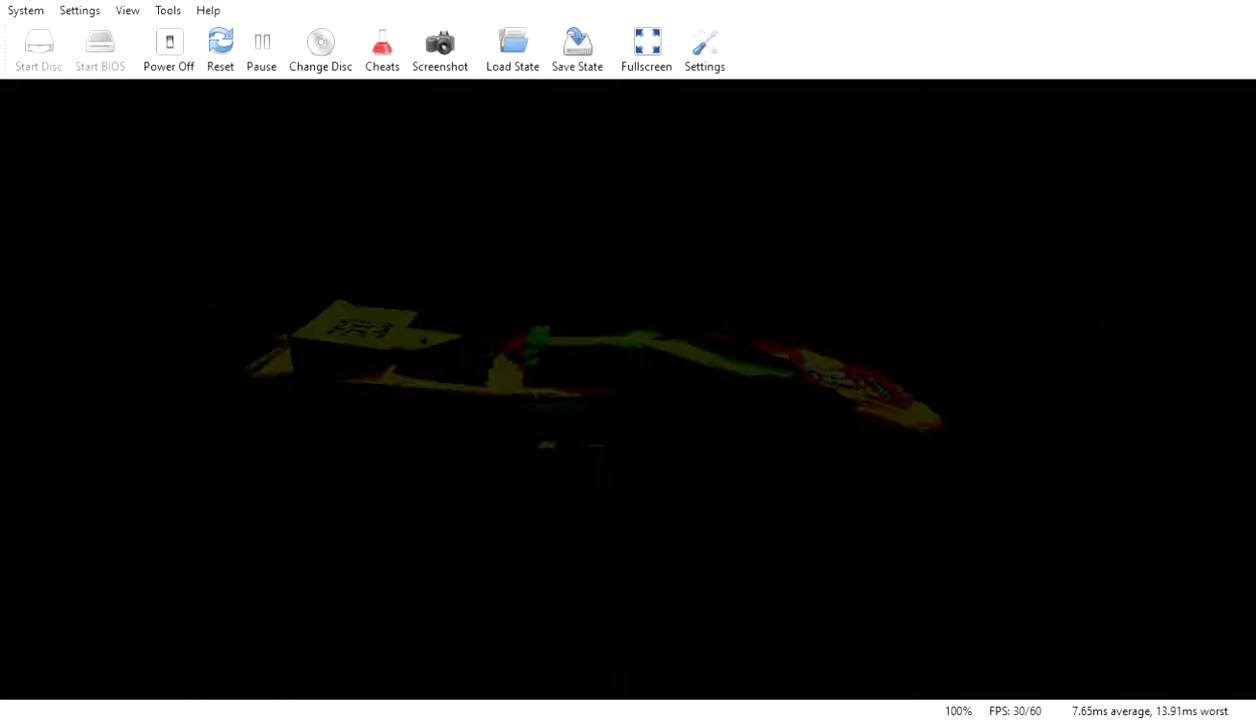 System Settings View Tools Help
Start Disc Start BIOS Power Off Reset Pause Change Disc Cheats Screenshot Load State Save State Fullscreen Settings
100% FPS: 30/60 7.65ms average, 13.91ms worst